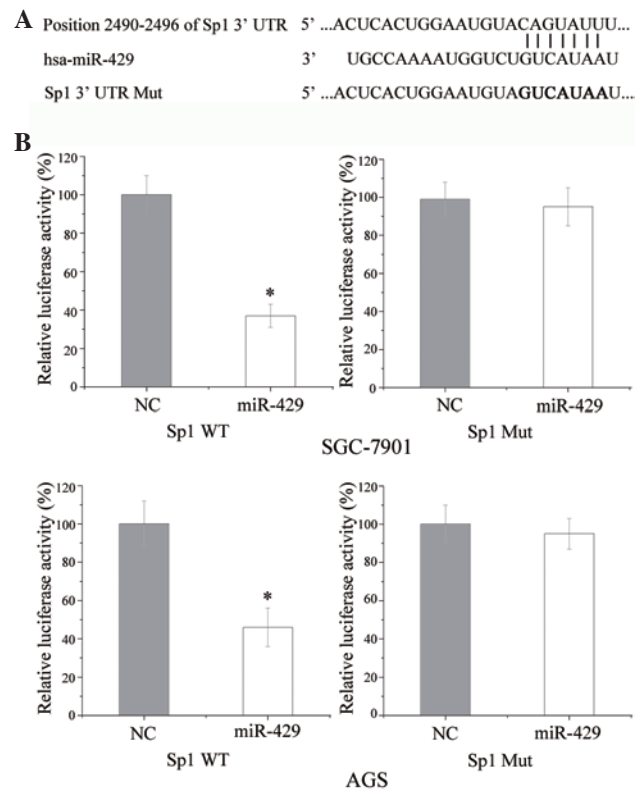 A
Position 2490-2496 of Sp1 3' UTR 5' ...ACUCACUGGAAUGUACAGUAUUU...
hsa-miR-429 3' UGCCAAAAUGGUCUGUCAUAAU
Sp1 3' UTR Mut 5' ...ACUCACUGGAAUGUAGUCAUAAU....
B
Relative luciferase activity (%)
120
100
80
60
40
20
0
*
NC miR-429
Sp1 WT
Relative luciferase activity (%)
120
100
80
60
40
20
0
NC miR-429
Sp1 Mut
SGC-7901
Relative luciferase activity (%)
120
100
80
60
40
20
0
*
NC miR-429
Sp1 WT
Relative luciferase activity (%)
120
100
80
60
40
20
0
NC miR-429
Sp1 Mut
AGS